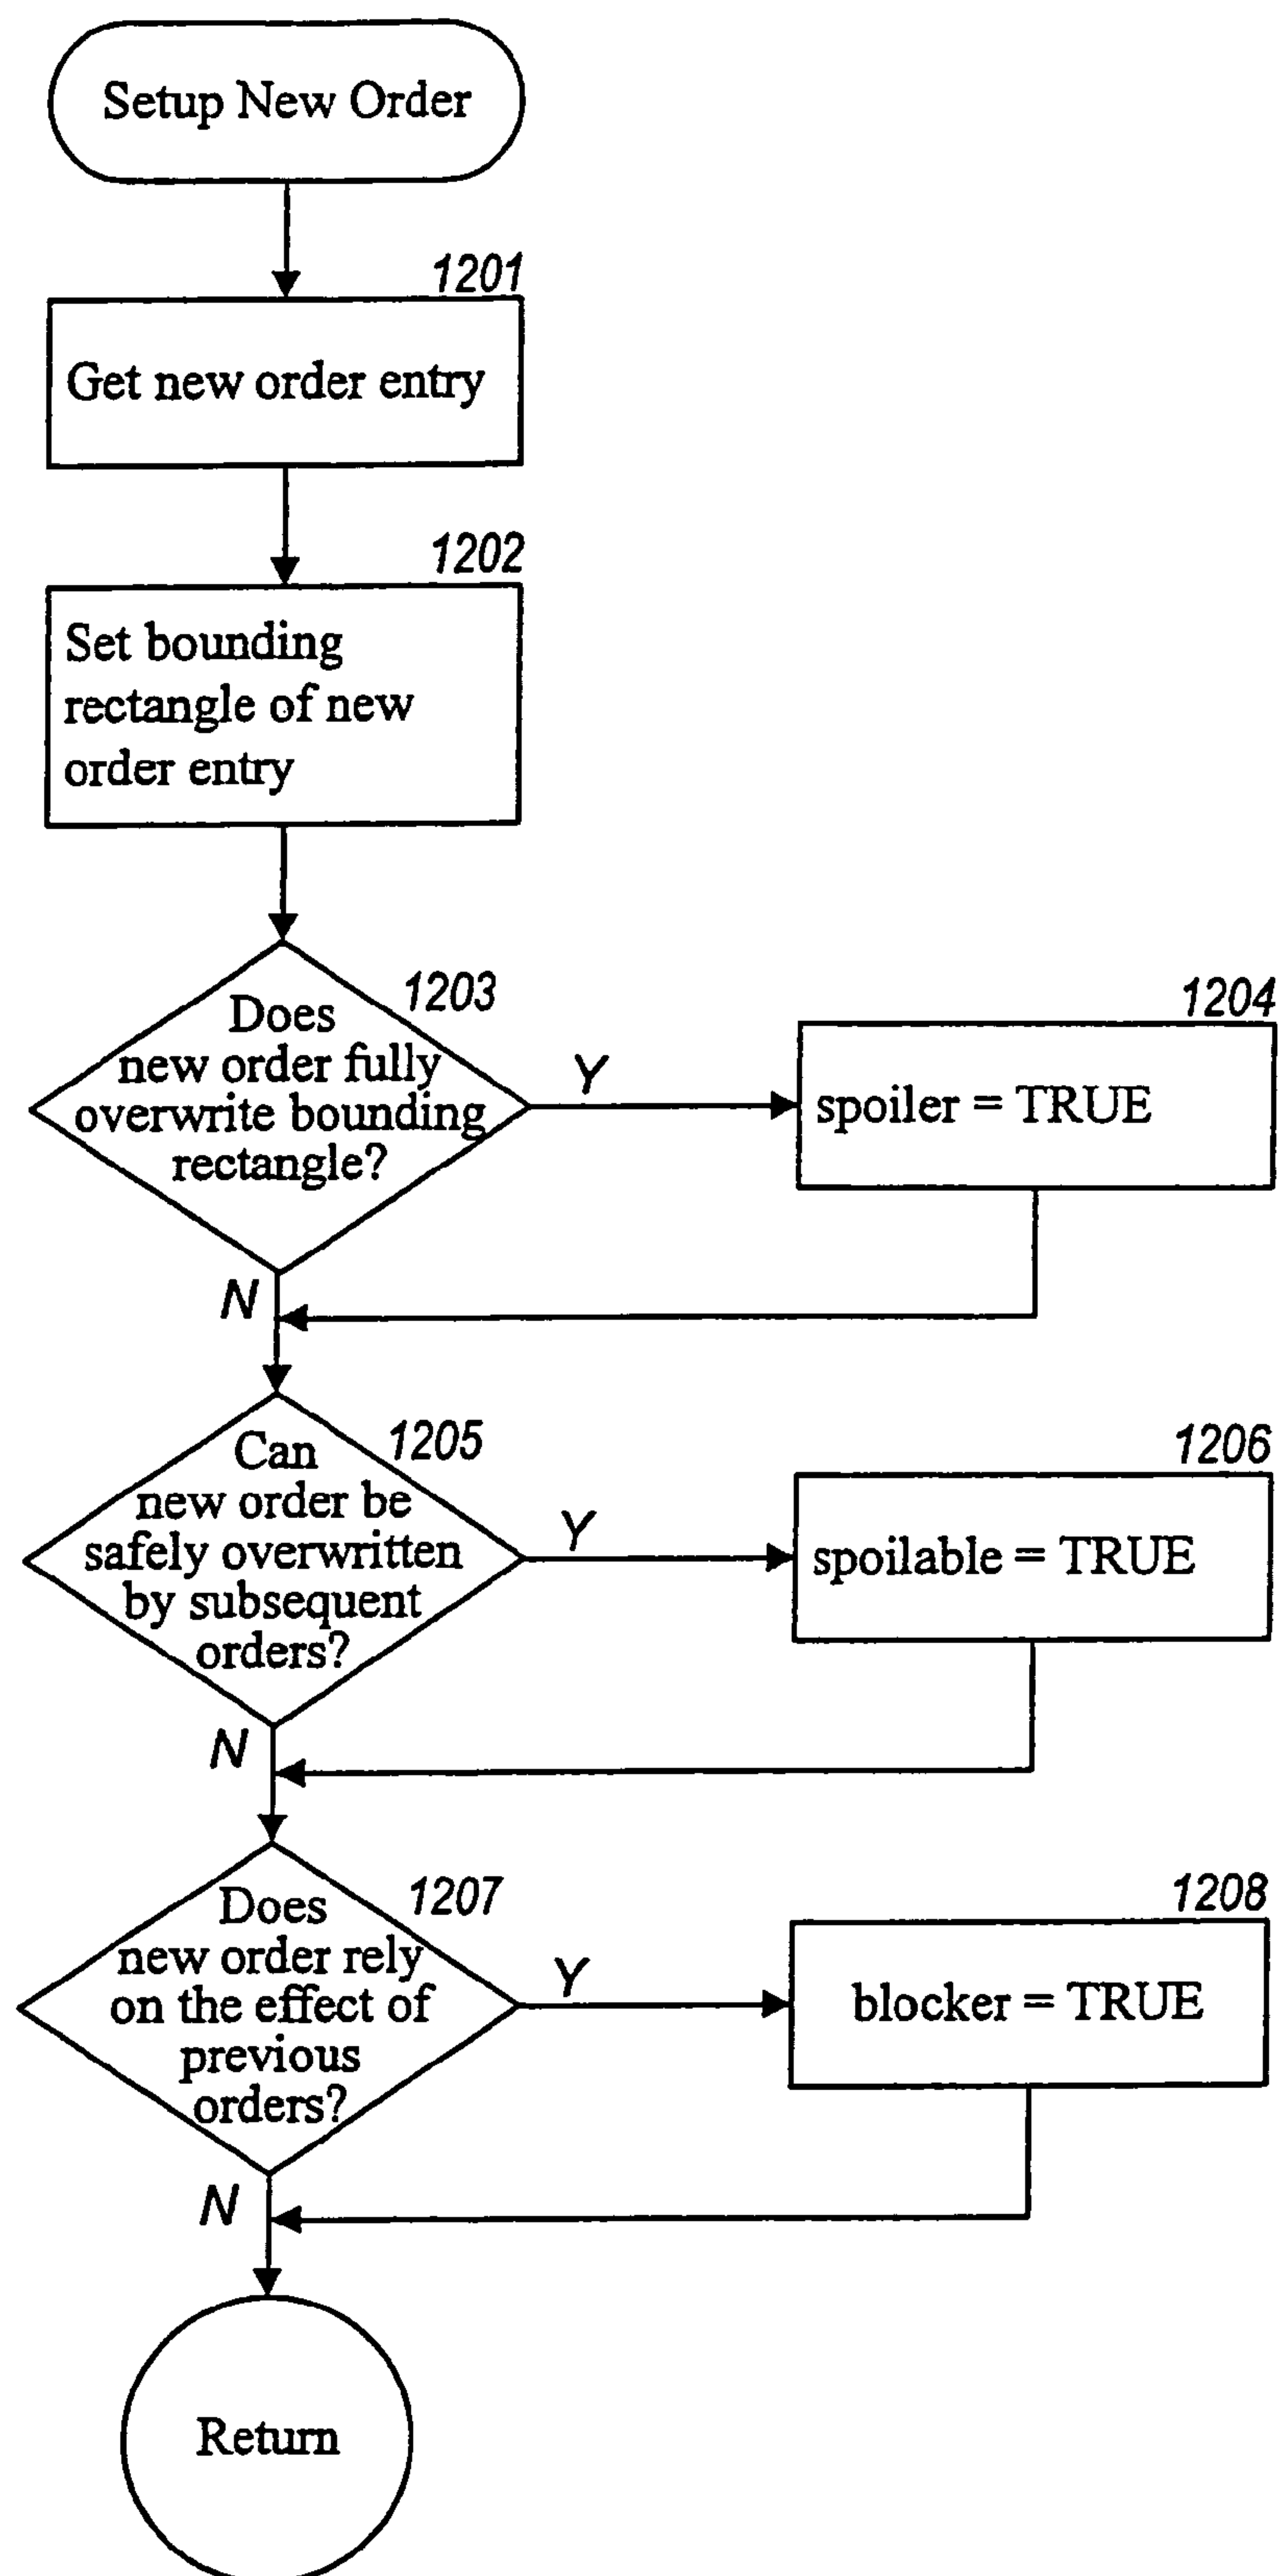 Setup New Order
1201
Get new order entry
1202
Set bounding
rectangle of new
order entry
1203
Does
new order fully
overwrite bounding
rectangle?
Y
1204
spoiler = TRUE
N
1205
Can
new order be
safely overwritten
by subsequent
orders?
Y
1206
spoilable = TRUE
N
1207
Does
new order rely
on the effect of
previous
orders?
Y
1208
blocker = TRUE
N
Return